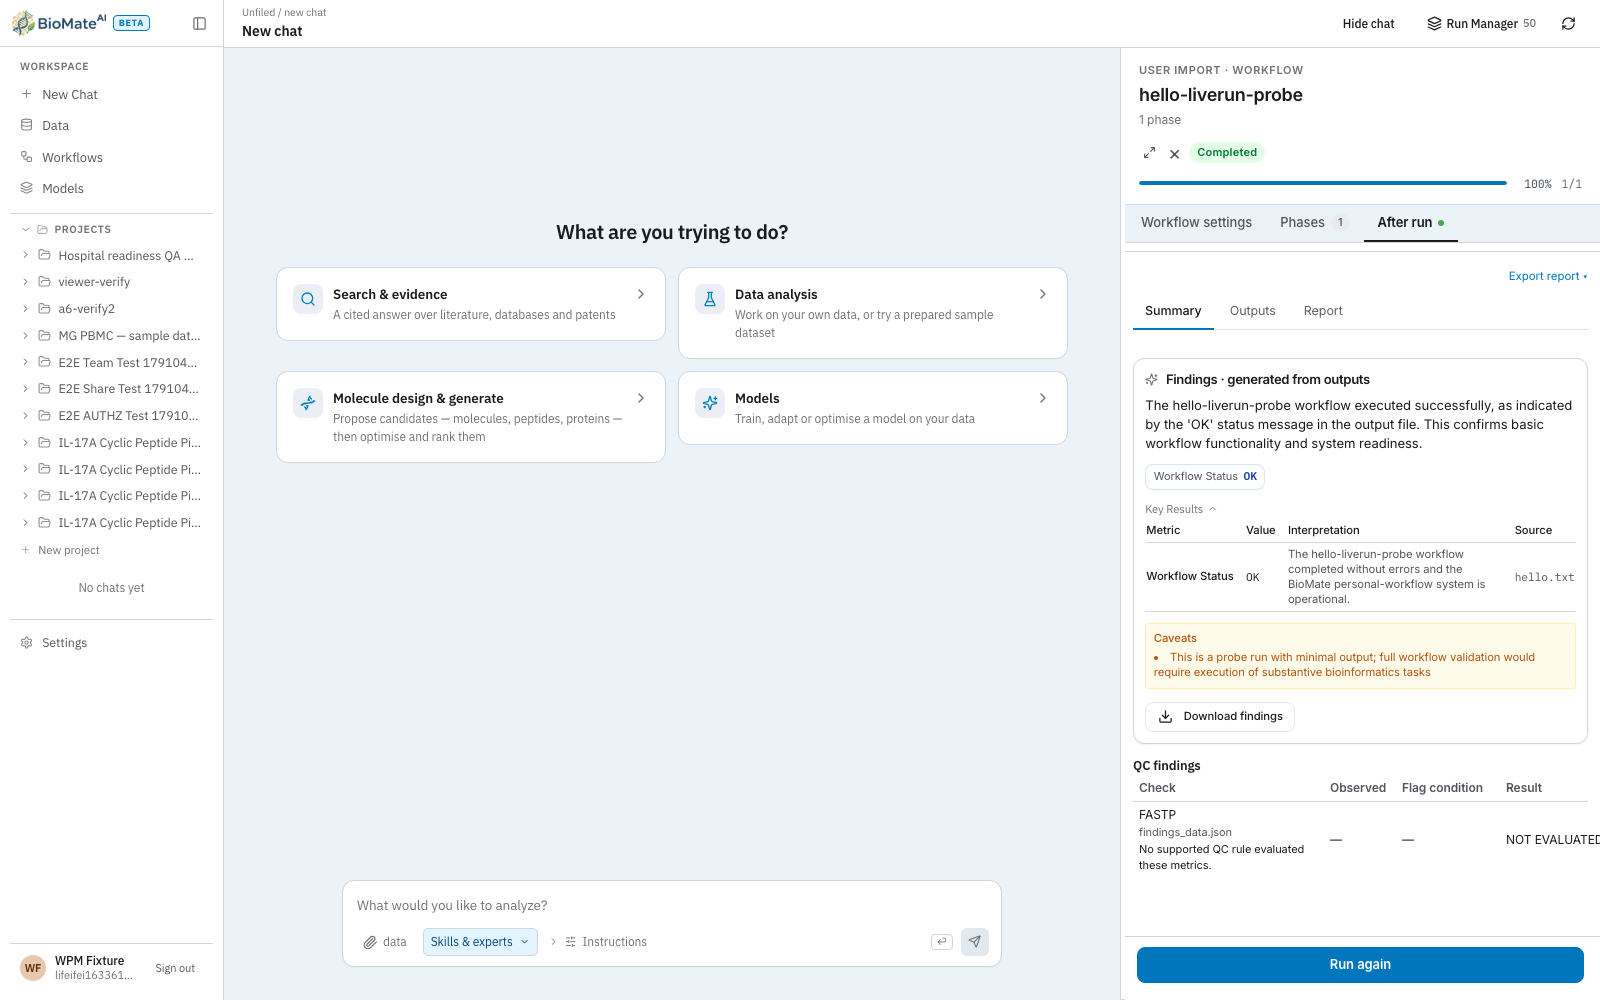 BioMateAI BETA
WORKSPACE
New Chat
Data
Workflows
Models
PROJECTS
Hospital readiness QA ...
viewer-verify
a6-verify2
MG PBMC — sample dat...
E2E Team Test 179104...
E2E Share Test 179104...
E2E AUTHZ Test 17910...
IL-17A Cyclic Peptide Pi...
IL-17A Cyclic Peptide Pi...
IL-17A Cyclic Peptide Pi...
IL-17A Cyclic Peptide Pi...
New project
No chats yet
Settings
WF
WPM Fixture
lifeifei163361...
Sign out
Unfiled / new chat
New chat
Hide chat
Run Manager 50
What are you trying to do?
Search & evidence
A cited answer over literature, databases and patents
Data analysis
Work on your own data, or try a prepared sample
dataset
Molecule design & generate
Propose candidates — molecules, peptides, proteins —
then optimise and rank them
Models
Train, adapt or optimise a model on your data
What would you like to analyze?
data
Skills & experts
Instructions
USER IMPORT · WORKFLOW
hello-liverun-probe
1 phase
Completed
100% 1/1
Workflow settings
Phases 1
After run
Export report
Summary
Outputs
Report
Findings · generated from outputs
The hello-liverun-probe workflow executed successfully, as indicated
by the 'OK' status message in the output file. This confirms basic
workflow functionality and system readiness.
Workflow Status OK
Key Results
Metric Value Interpretation Source
Workflow Status OK
The hello-liverun-probe workflow
completed without errors and the
BioMate personal-workflow system is
operational.
hello.txt
Caveats
• This is a probe run with minimal output; full workflow validation would
require execution of substantive bioinformatics tasks
Download findings
QC findings
Check Observed Flag condition Result
FASTP
findings_data.json
No supported QC rule evaluated
these metrics.
— — NOT EVALUATED
Run again